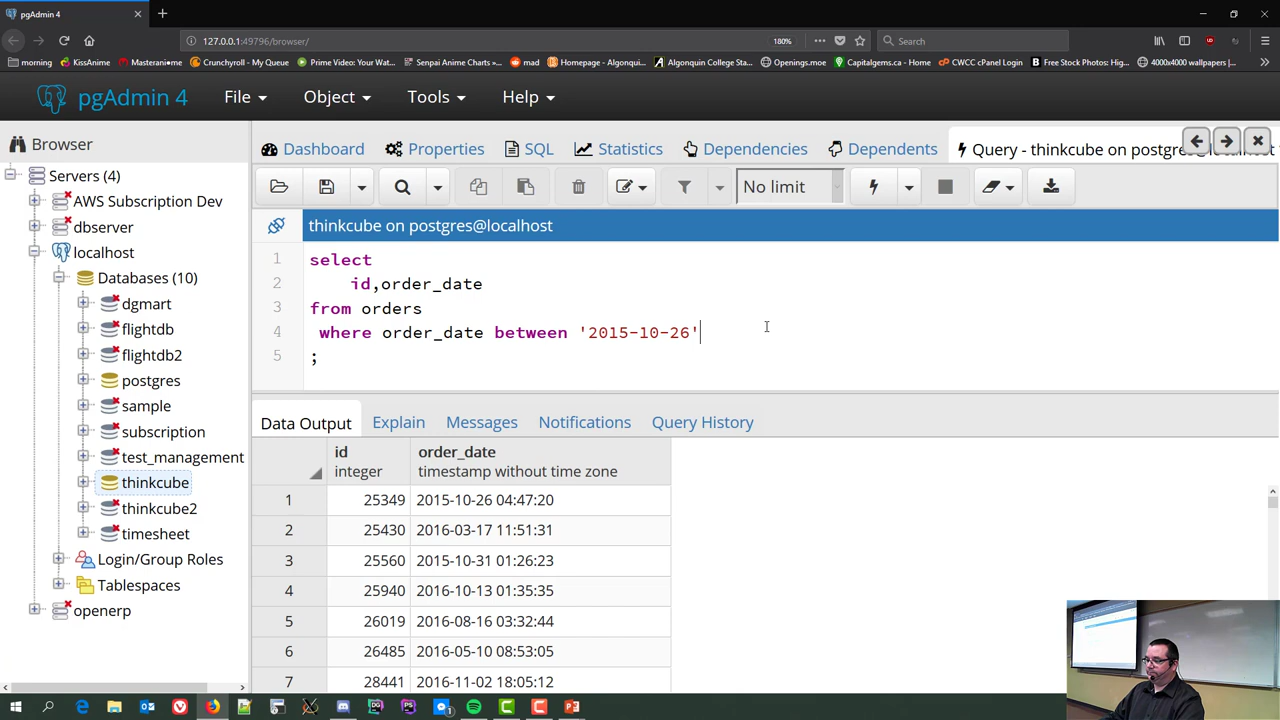 pgAdmin 4
127.0.0.1:49796/browser/
180%
Search
morning
KissAnime
Masterani•me
Crunchyroll - My Queue
Prime Video: Your Wat…
Senpai Anime Charts …
mad
Homepage - Algonqui…
Algonquin College Sta…
Openings.moe
Capitalgems.ca : Home
CWCC cPanel Login
Free Stock Photos: Hig…
4000x4000 wallpapers |…
pgAdmin 4
File
Object
Tools
Help
Browser
Dashboard
Properties
SQL
Statistics
Dependencies
Dependents
Query - thinkcube on postgres@localhost
No limit
Servers (4)
AWS Subscription Dev
dbserver
localhost
Databases (10)
dgmart
flightdb
flightdb2
postgres
sample
subscription
test_management
thinkcube
thinkcube2
timesheet
Login/Group Roles
Tablespaces
openerp
thinkcube on postgres@localhost
1 select
2 id,order_date
3 from orders
4 where order_date between '2015-10-26'
5 ;
Data Output
Explain
Messages
Notifications
Query History
id
integer
order_date
timestamp without time zone
1 25349 2015-10-26 04:47:20
2 25430 2016-03-17 11:51:31
3 25560 2015-10-31 01:26:23
4 25940 2016-10-13 01:35:35
5 26019 2016-08-16 03:32:44
6 26485 2016-05-10 08:53:05
7 28441 2016-11-02 18:05:12